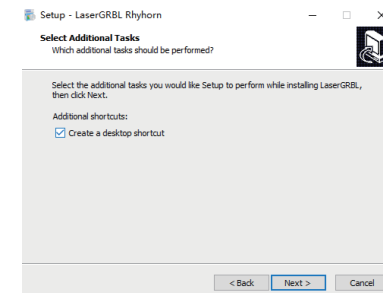 Setup - LaserGRBL Rhyhorn
Select Additional Tasks
Which additional tasks should be performed?
Select the additional tasks you would like Setup to perform while installing LaserGRBL,
then click Next.
Additional shortcuts:
Create a desktop shortcut
< Back Next > Cancel